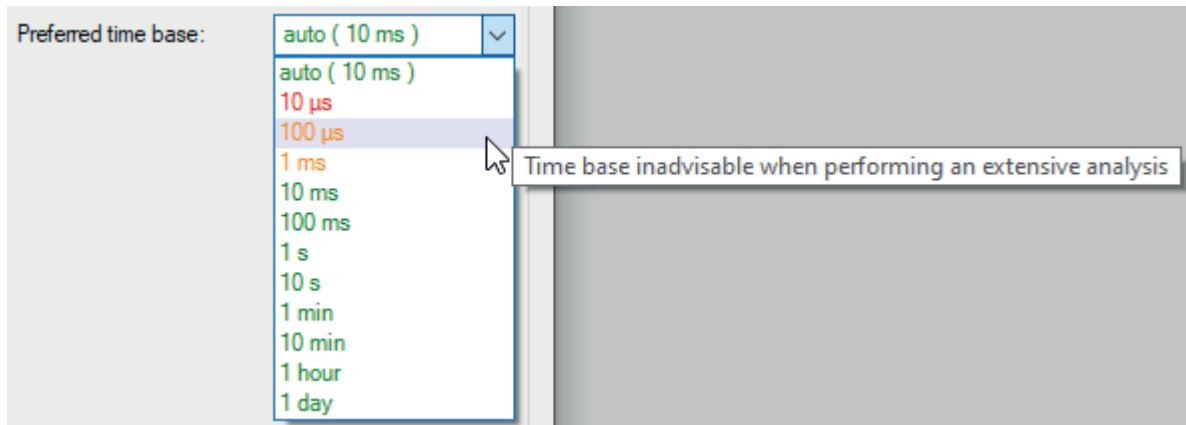 Preferred time base:
auto ( 10 ms )
auto ( 10 ms )
10 µs
100 µs
1 ms
Time base inadvisable when performing an extensive analysis
10 ms
100 ms
1 s
10 s
1 min
10 min
1 hour
1 day